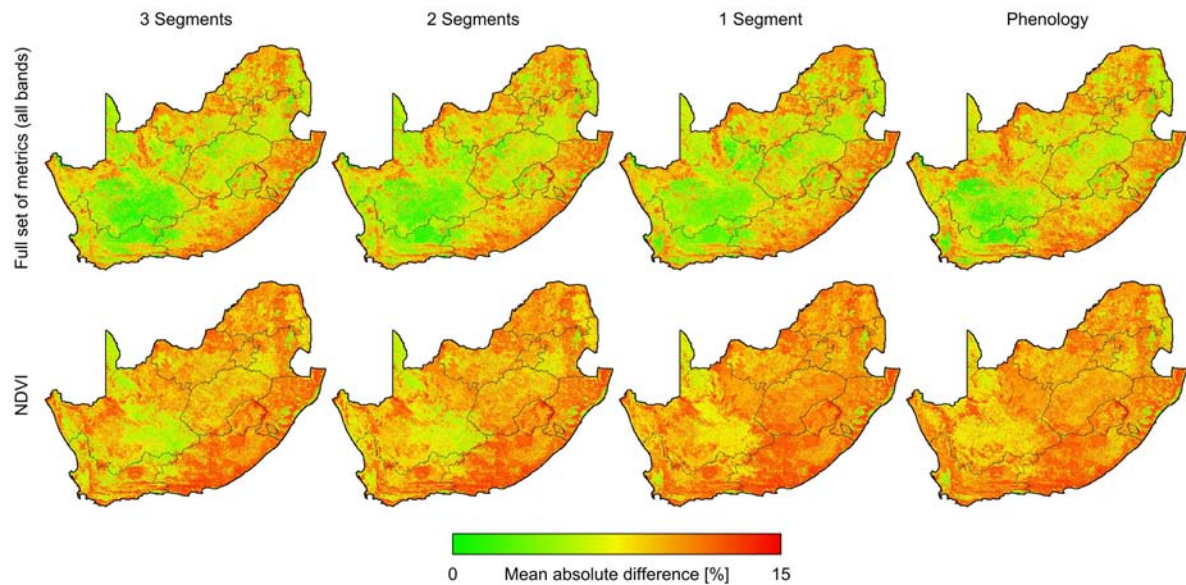 3 Segments
2 Segments
1 Segment
Phenology
Full set of metrics (all bands)
NDVI
0 Mean absolute difference [%] 15